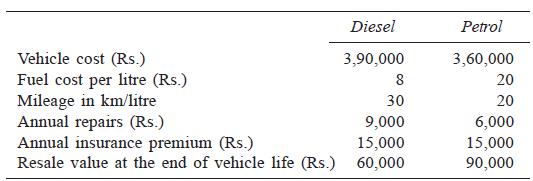 Diesel Petrol
Vehicle cost (Rs.) 3,90,000 3,60,000
Fuel cost per litre (Rs.) 8 20
Mileage in km/litre 30 20
Annual repairs (Rs.) 9,000 6,000
Annual insurance premium (Rs.) 15,000 15,000
Resale value at the end of vehicle life (Rs.) 60,000 90,000